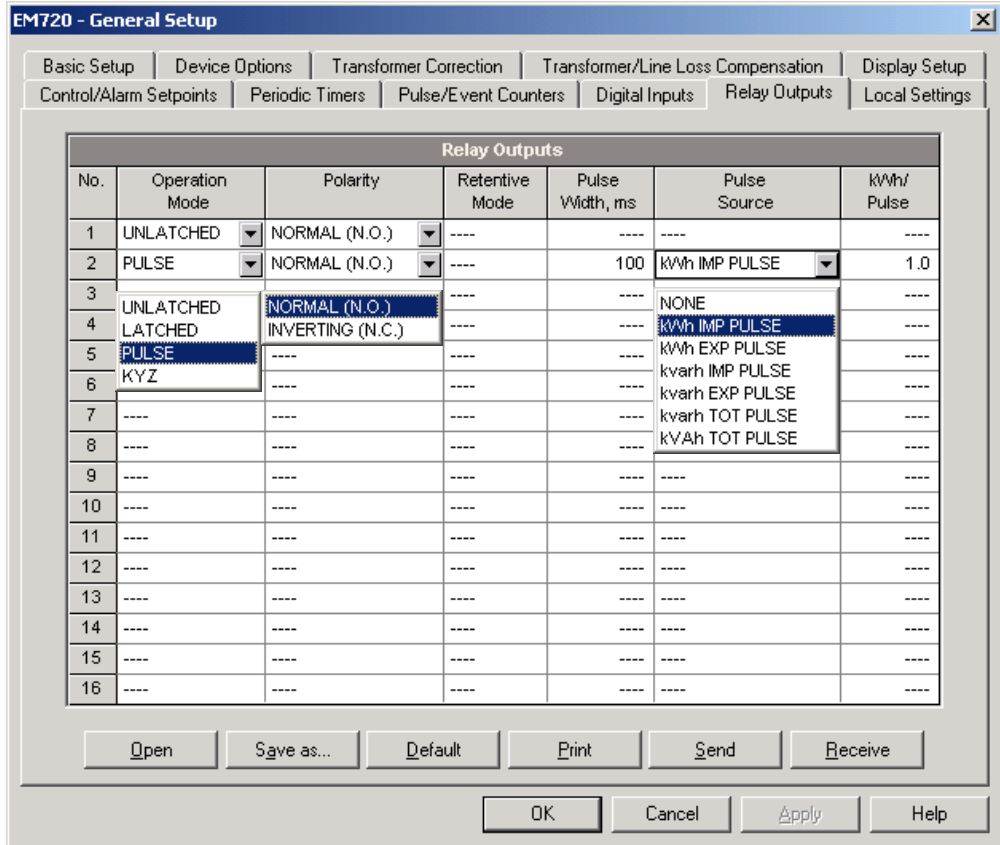 EM720 - General Setup
Basic Setup Device Options Transformer Correction Transformer/Line Loss Compensation Display Setup
Control/Alarm Setpoints Periodic Timers Pulse/Event Counters Digital Inputs Relay Outputs Local Settings
Relay Outputs
No. Operation Mode Polarity Retentive Mode Pulse Width, ms Pulse Source kWh/ Pulse
1 UNLATCHED NORMAL (N.O.) ---- ---- ---- ----
2 PULSE NORMAL (N.O.) ---- 100 kWh IMP PULSE 1.0
3 ---- ---- ----
4 ---- ---- ----
5 ---- ---- ---- ----
6 ---- ---- ---- ----
7 ---- ---- ---- ---- ----
8 ---- ---- ---- ---- ----
9 ---- ---- ---- ---- ---- ----
10 ---- ---- ---- ---- ---- ----
11 ---- ---- ---- ---- ---- ----
12 ---- ---- ---- ---- ---- ----
13 ---- ---- ---- ---- ---- ----
14 ---- ---- ---- ---- ---- ----
15 ---- ---- ---- ---- ---- ----
16 ---- ---- ---- ---- ---- ----
UNLATCHED
LATCHED
PULSE
KYZ
NORMAL (N.O.)
INVERTING (N.C.)
NONE
kWh IMP PULSE
kWh EXP PULSE
kvarh IMP PULSE
kvarh EXP PULSE
kvarh TOT PULSE
kVAh TOT PULSE
Open Save as... Default Print Send Receive
OK Cancel Apply Help